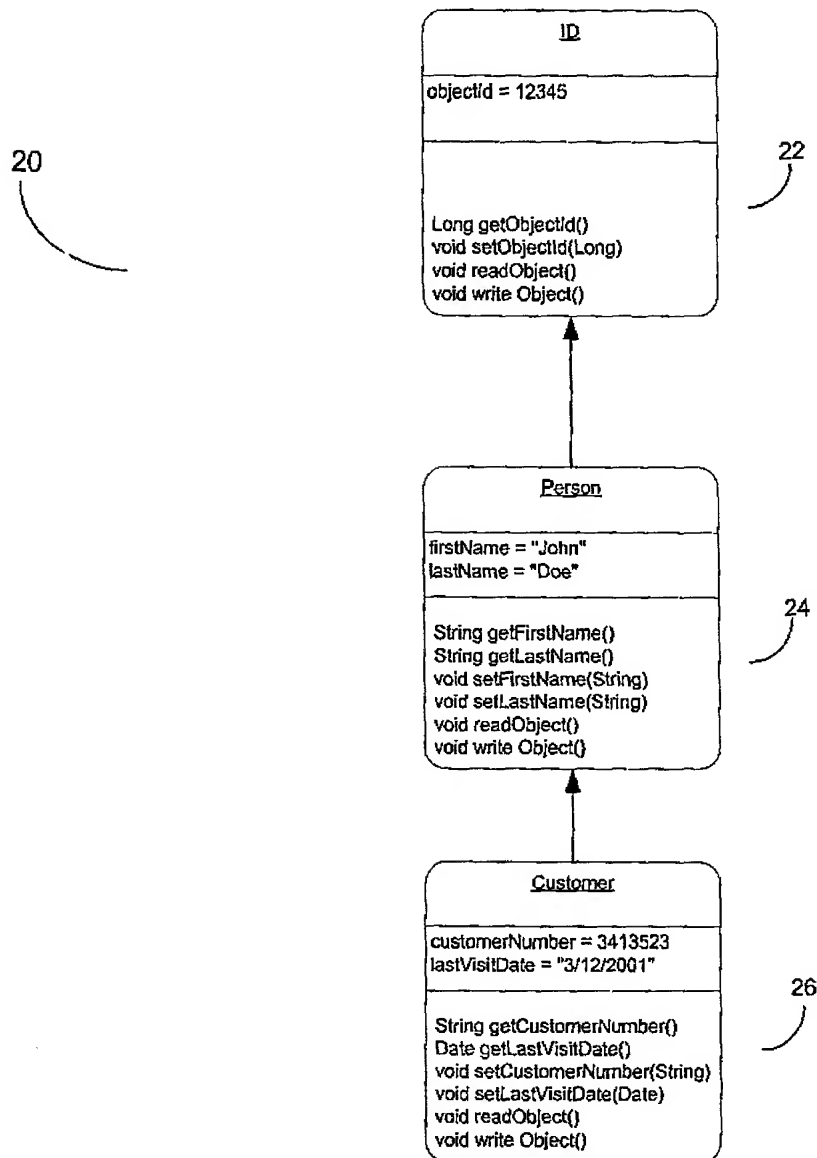 ID
objectId = 12345
20
22
Long getObjectId()
void setObjectId(Long)
void readObject()
void write Object()
Person
firstName = "John"
lastName = "Doe"
24
String getFirstName()
String getLastName()
void setFirstName(String)
void setLastName(String)
void readObject()
void write Object()
Customer
customerNumber = 3413523
lastVisitDate = "3/12/2001"
26
String getCustomerNumber()
Date getLastVisitDate()
void setCustomerNumber(String)
void setLastVisitDate(Date)
void readObject()
void write Object()